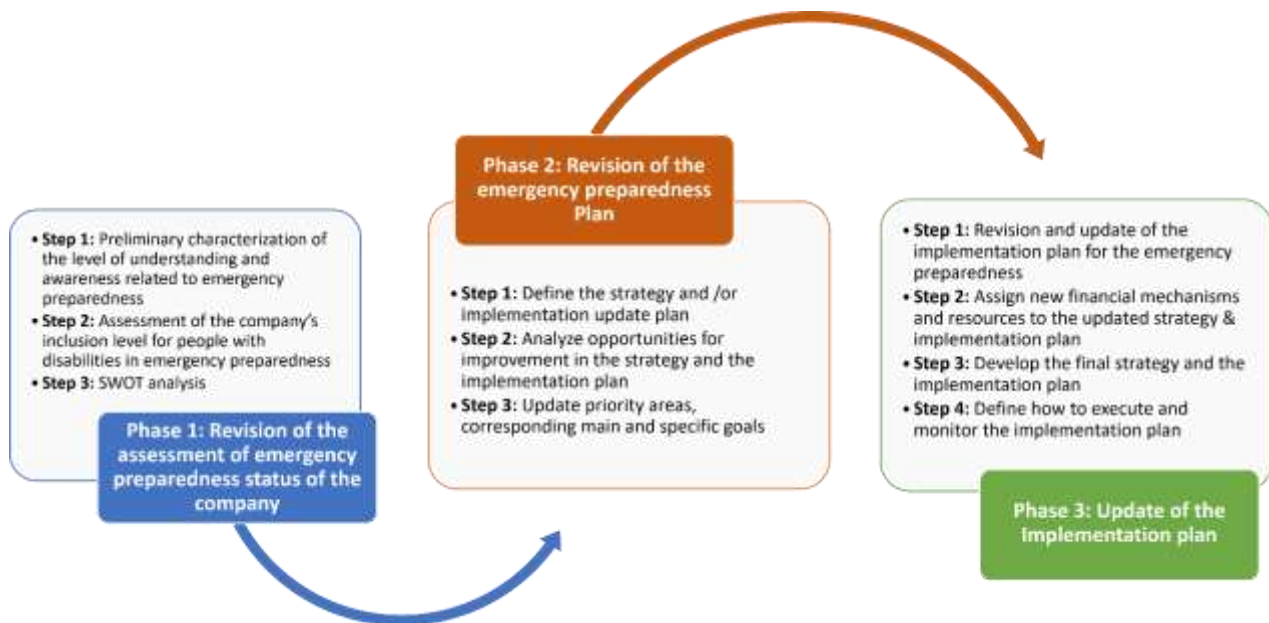 • Step 1: Preliminary characterization of
the level of understanding and
awareness related to emergency
preparedness
• Step 2: Assessment of the company's
inclusion level for people with
disabilities in emergency preparedness
• Step 3: SWOT analysis
Phase 1: Revision of the
assessment of emergency
preparedness status of the
company
Phase 2: Revision of the
emergency preparedness
Plan
• Step 1: Define the strategy and /or
implementation update plan
• Step 2: Analyze opportunities for
improvement in the strategy and the
implementation plan
• Step 3: Update priority areas,
corresponding main and specific goals
• Step 1: Revision and update of the
implementation plan for the emergency
preparedness
• Step 2: Assign new financial mechanisms
and resources to the updated strategy &
implementation plan
• Step 3: Develop the final strategy and the
implementation plan
• Step 4: Define how to execute and
monitor the implementation plan
Phase 3: Update of the
Implementation plan